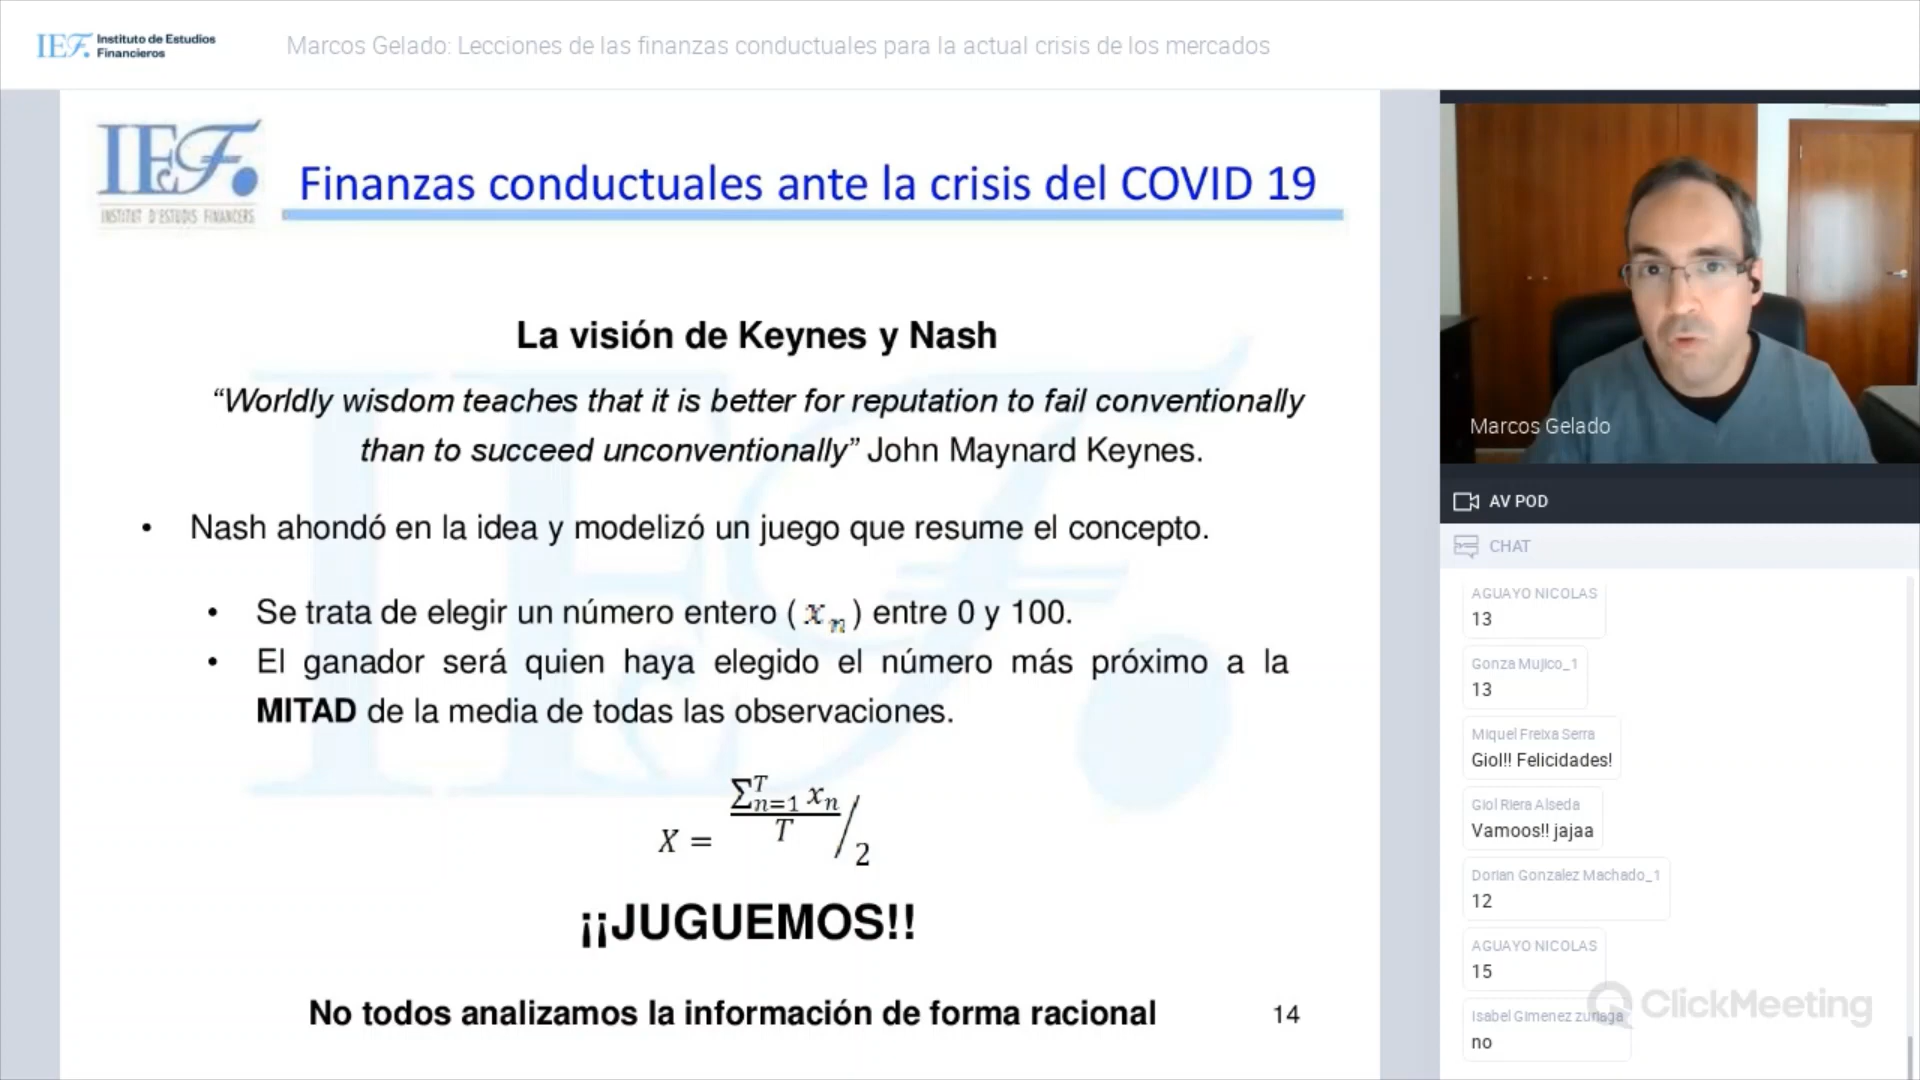 IEF. Instituto de Estudios
Financieros
Marcos Gelado: Lecciones de las finanzas conductuales para la actual crisis de los mercados
IEF.
INSTITUT D'ESTUDIS FINANCERS
Finanzas conductuales ante la crisis del COVID 19
La visión de Keynes y Nash
“Worldly wisdom teaches that it is better for reputation to fail conventionally
than to succeed unconventionally” John Maynard Keynes.
• Nash ahondó en la idea y modelizó un juego que resume el concepto.
• Se trata de elegir un número entero ( xₙ ) entre 0 y 100.
• El ganador será quien haya elegido el número más próximo a la
MITAD de la media de todas las observaciones.
X = (∑ₙ₌₁ᵀ xₙ / T) / 2
¡¡JUGUEMOS!!
No todos analizamos la información de forma racional
14
Marcos Gelado
AV POD
CHAT
AGUAYO NICOLAS
13
Gonza Mujico_1
13
Miquel Freixa Serra
Giol!! Felicidades!
Giol Riera Alseda
Vamoos!! jajaa
Dorian Gonzalez Machado_1
12
AGUAYO NICOLAS
15
Isabel Gimenez zuriaga
no
ClickMeeting